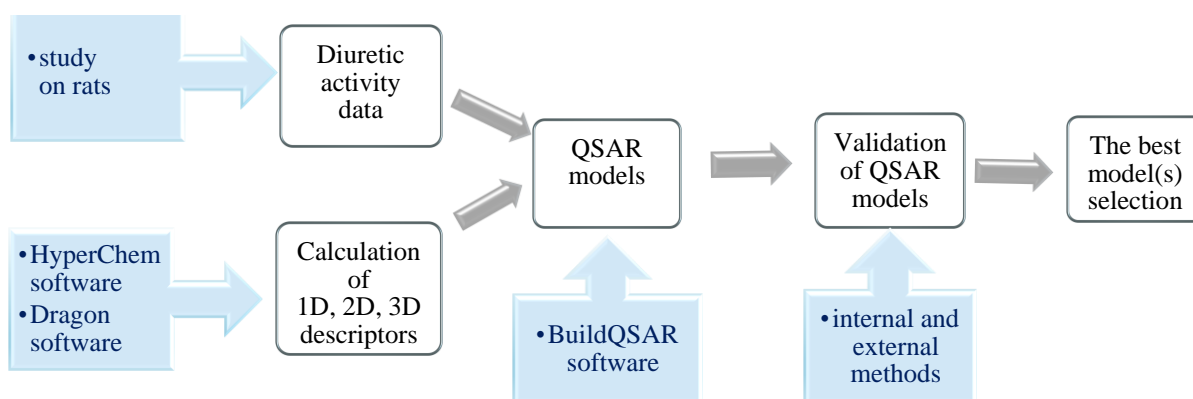 •study
on rats
Diuretic
activity
data
•HyperChem
software
•Dragon
software
Calculation
of
1D, 2D, 3D
descriptors
QSAR
models
•BuildQSAR
software
Validation
of QSAR
models
•internal and
external
methods
The best
model(s)
selection